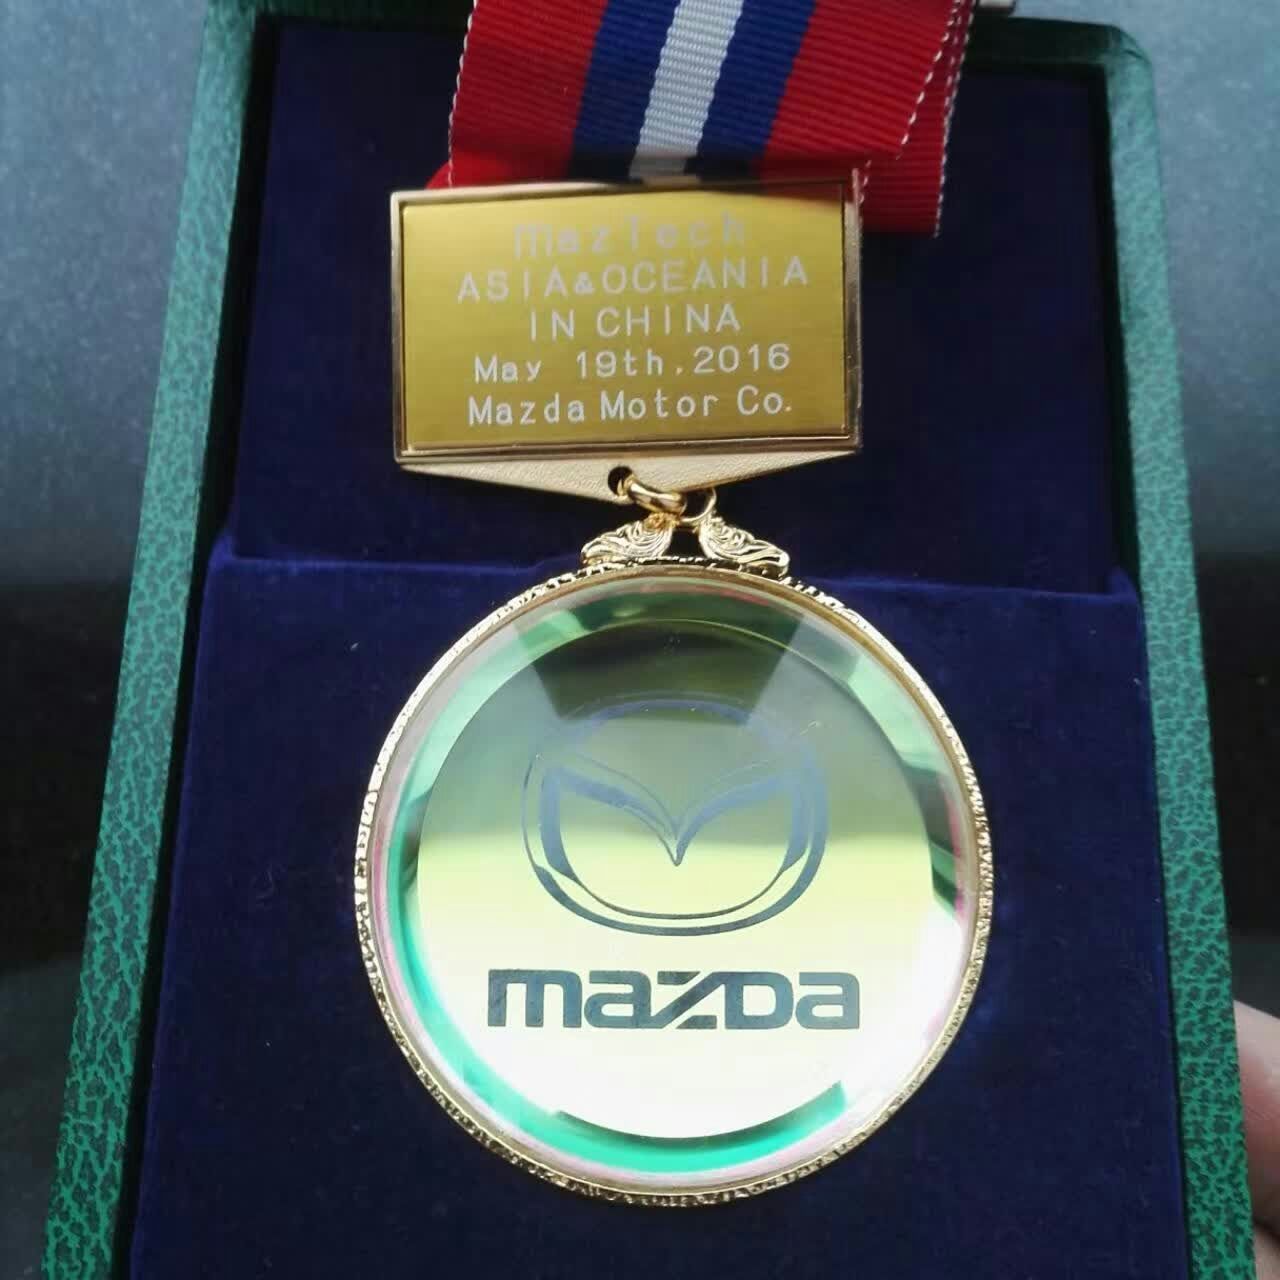 MazTech
ASIA&OCEANIA
IN CHINA
May 19th.2016
Mazda Motor Co.
mazda